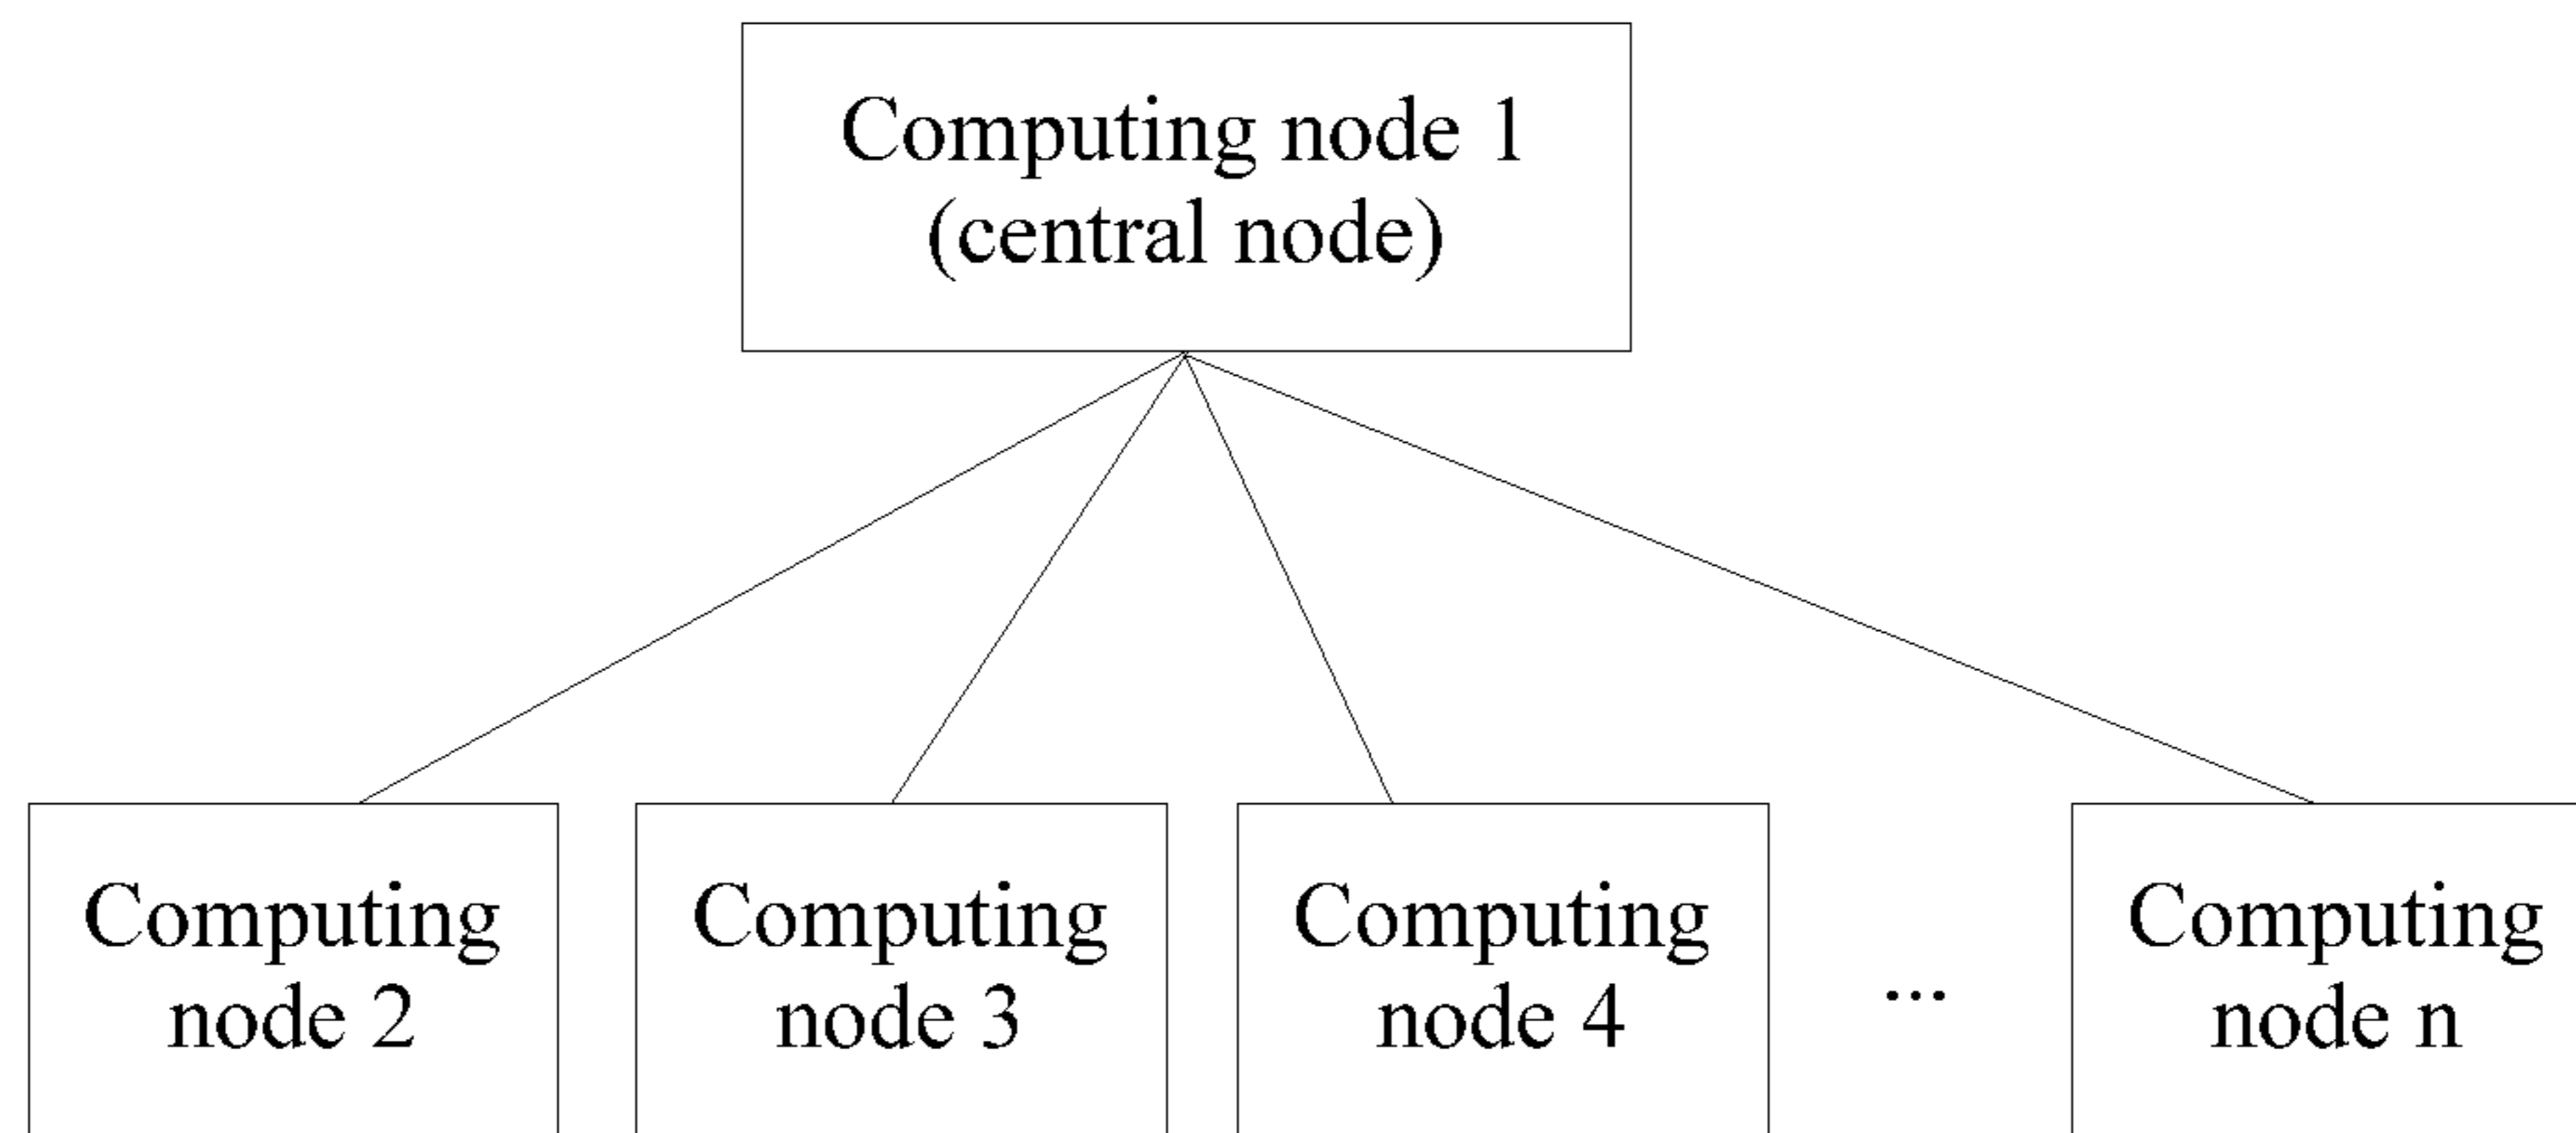 Computing node 1
(central node)
Computing
node 2
Computing
node 3
Computing
node 4
...
Computing
node n